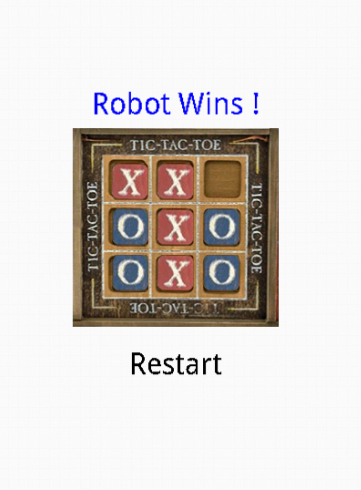 Robot Wins !
TIC-TAC-TOE
TIC-TAC-TOE
TIC-TAC-TOE
X X
O X O
O X O
TIC-TAC-TOE
Restart